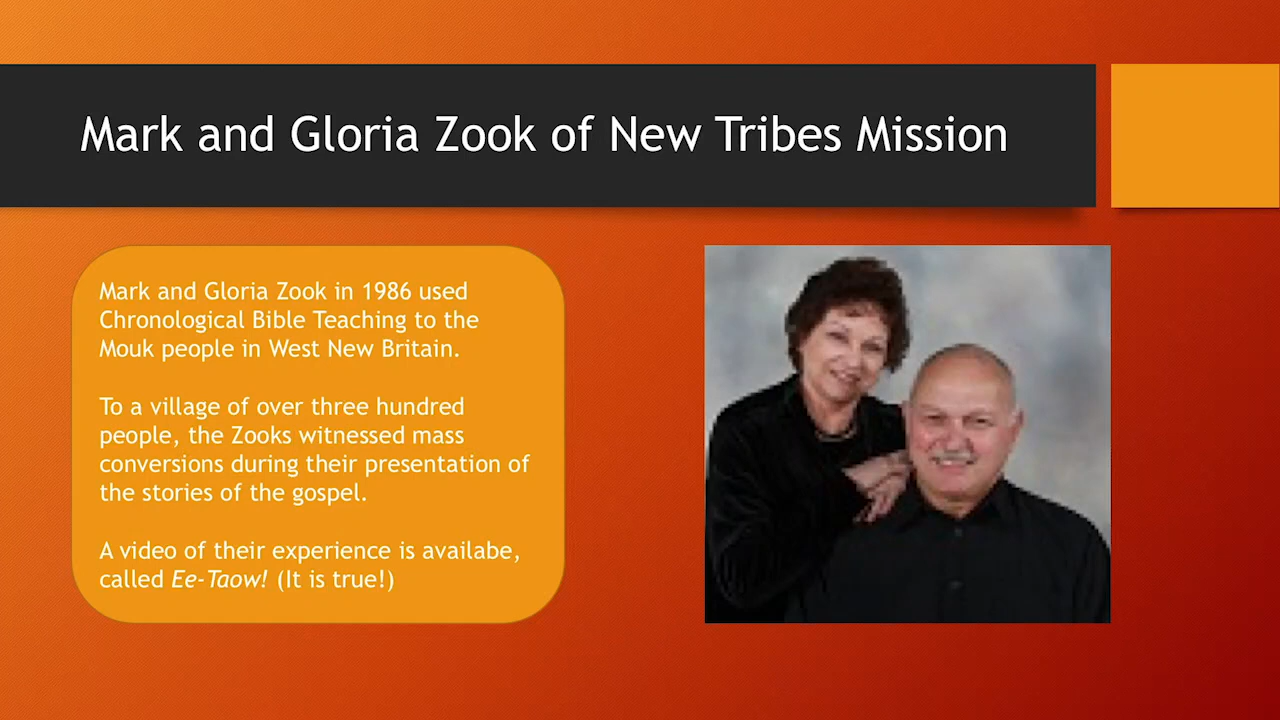 Mark and Gloria Zook of New Tribes Mission
Mark and Gloria Zook in 1986 used
Chronological Bible Teaching to the
Mouk people in West New Britain.
To a village of over three hundred
people, the Zooks witnessed mass
conversions during their presentation of
the stories of the gospel.
A video of their experience is availabe,
called Ee-Taow! (It is true!)